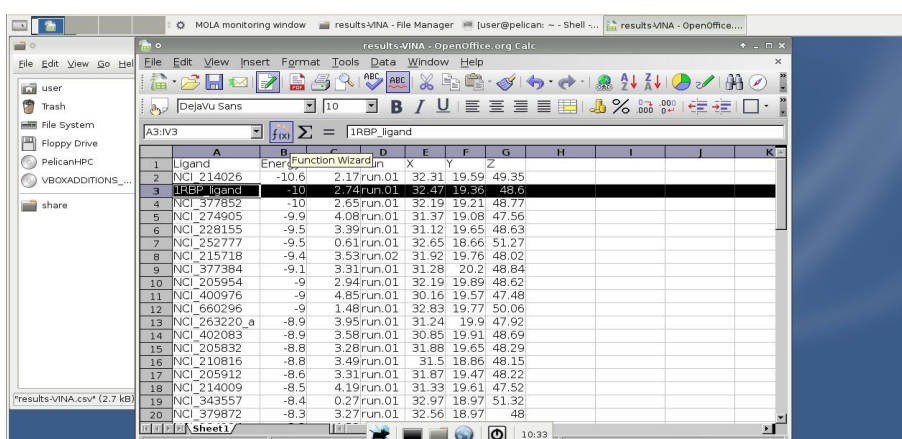 MOLA monitoring window results-VINA - File Manager [user@pelican: ~ - Shell -... results-VINA - OpenOffice....
results-VINA - OpenOffice.org Calc
File Edit View Go Hel
user
Trash
File System
Floppy Drive
PelicanHPC
VBOXADDITIONS_...
share
"results-VINA.csv" (2.7 kB)
File Edit View Insert Format Tools Data Window Help
DejaVu Sans 10 B I U
A3:IV3 f(x) Σ = 1RBP_ligand
Function Wizard
A B C D E F G H I J K
1 Ligand Energ un X Y Z
2 NCI_214026 -10.6 2.17 run.01 32.31 19.59 49.35
3 1RBP_ligand -10 2.74 run.01 32.47 19.36 48.6
4 NCI_377852 -10 2.65 run.01 32.19 19.21 48.77
5 NCI_274905 -9.9 4.08 run.01 31.37 19.08 47.56
6 NCI_228155 -9.5 3.39 run.01 31.12 19.65 48.63
7 NCI_252777 -9.5 0.61 run.01 32.65 18.66 51.27
8 NCI_215718 -9.4 3.53 run.02 31.92 19.76 48.02
9 NCI_377384 -9.1 3.31 run.01 31.28 20.2 48.84
10 NCI_205954 -9 2.94 run.01 32.19 19.89 48.62
11 NCI_400976 -9 4.85 run.01 30.16 19.57 47.48
12 NCI_660296 -9 1.48 run.01 32.83 19.77 50.06
13 NCI_263220_a -8.9 3.95 run.01 31.24 19.9 47.92
14 NCI_402083 -8.9 3.58 run.01 30.85 19.91 48.69
15 NCI_205832 -8.8 3.28 run.01 31.88 19.65 48.29
16 NCI_210816 -8.8 3.49 run.01 31.5 18.86 48.15
17 NCI_205912 -8.6 3.31 run.01 31.87 19.47 48.22
18 NCI_214009 -8.5 4.19 run.01 31.33 19.61 47.52
19 NCI_343557 -8.4 0.27 run.01 32.97 18.97 51.32
20 NCI_379872 -8.3 3.27 run.01 32.56 18.97 48
Sheet1
10:33